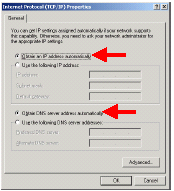 Internet Protocol (TCP/IP) Properties
General
You can get IP settings assigned automatically if your network supports
this capability. Otherwise, you need to ask your network administrator for
the appropriate IP settings.
Obtain an IP address automatically
Use the following IP address:
IP address:
Subnet mask:
Default gateway:
Obtain DNS server address automatically
Use the following DNS server addresses:
Preferred DNS server:
Alternate DNS server:
Advanced...
OK
Cancel